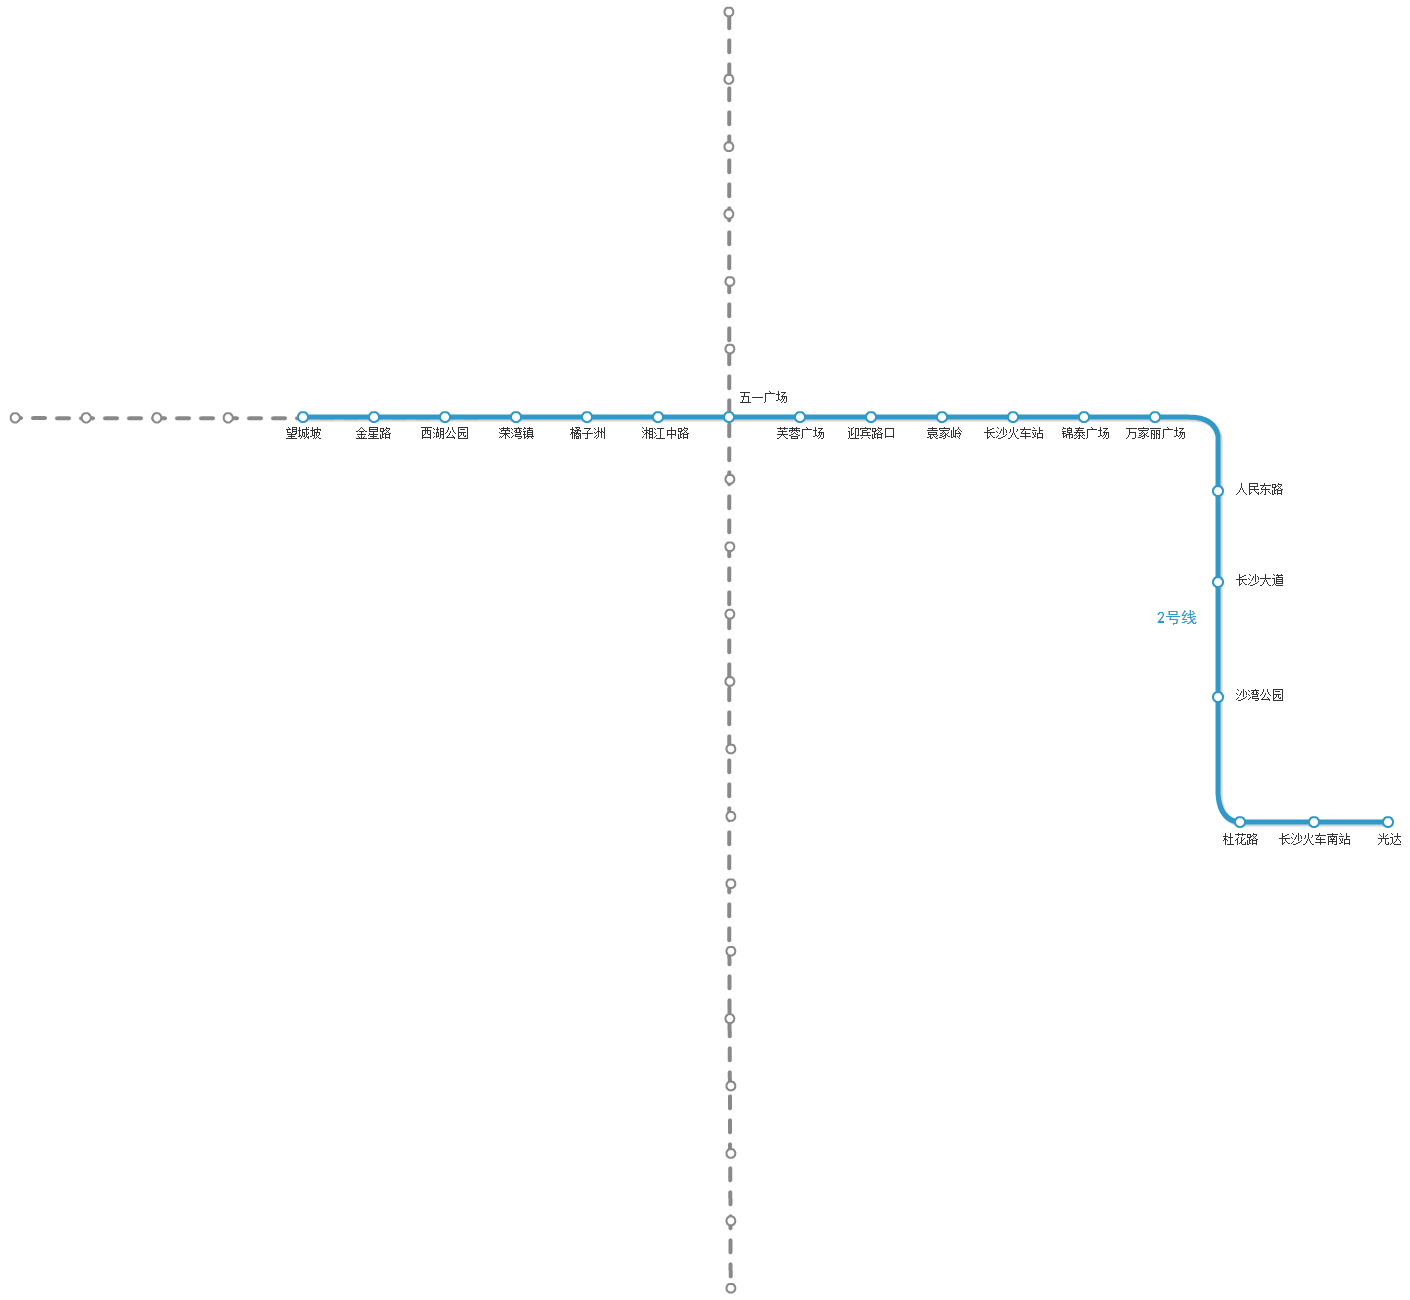 五一广场
望城坡
金星路
西湖公园
荣湾镇
橘子洲
湘江中路
芙蓉广场
迎宾路口
袁家岭
长沙火车站
锦泰广场
万家丽广场
人民东路
长沙大道
2号线
沙湾公园
杜花路
长沙火车南站
光达